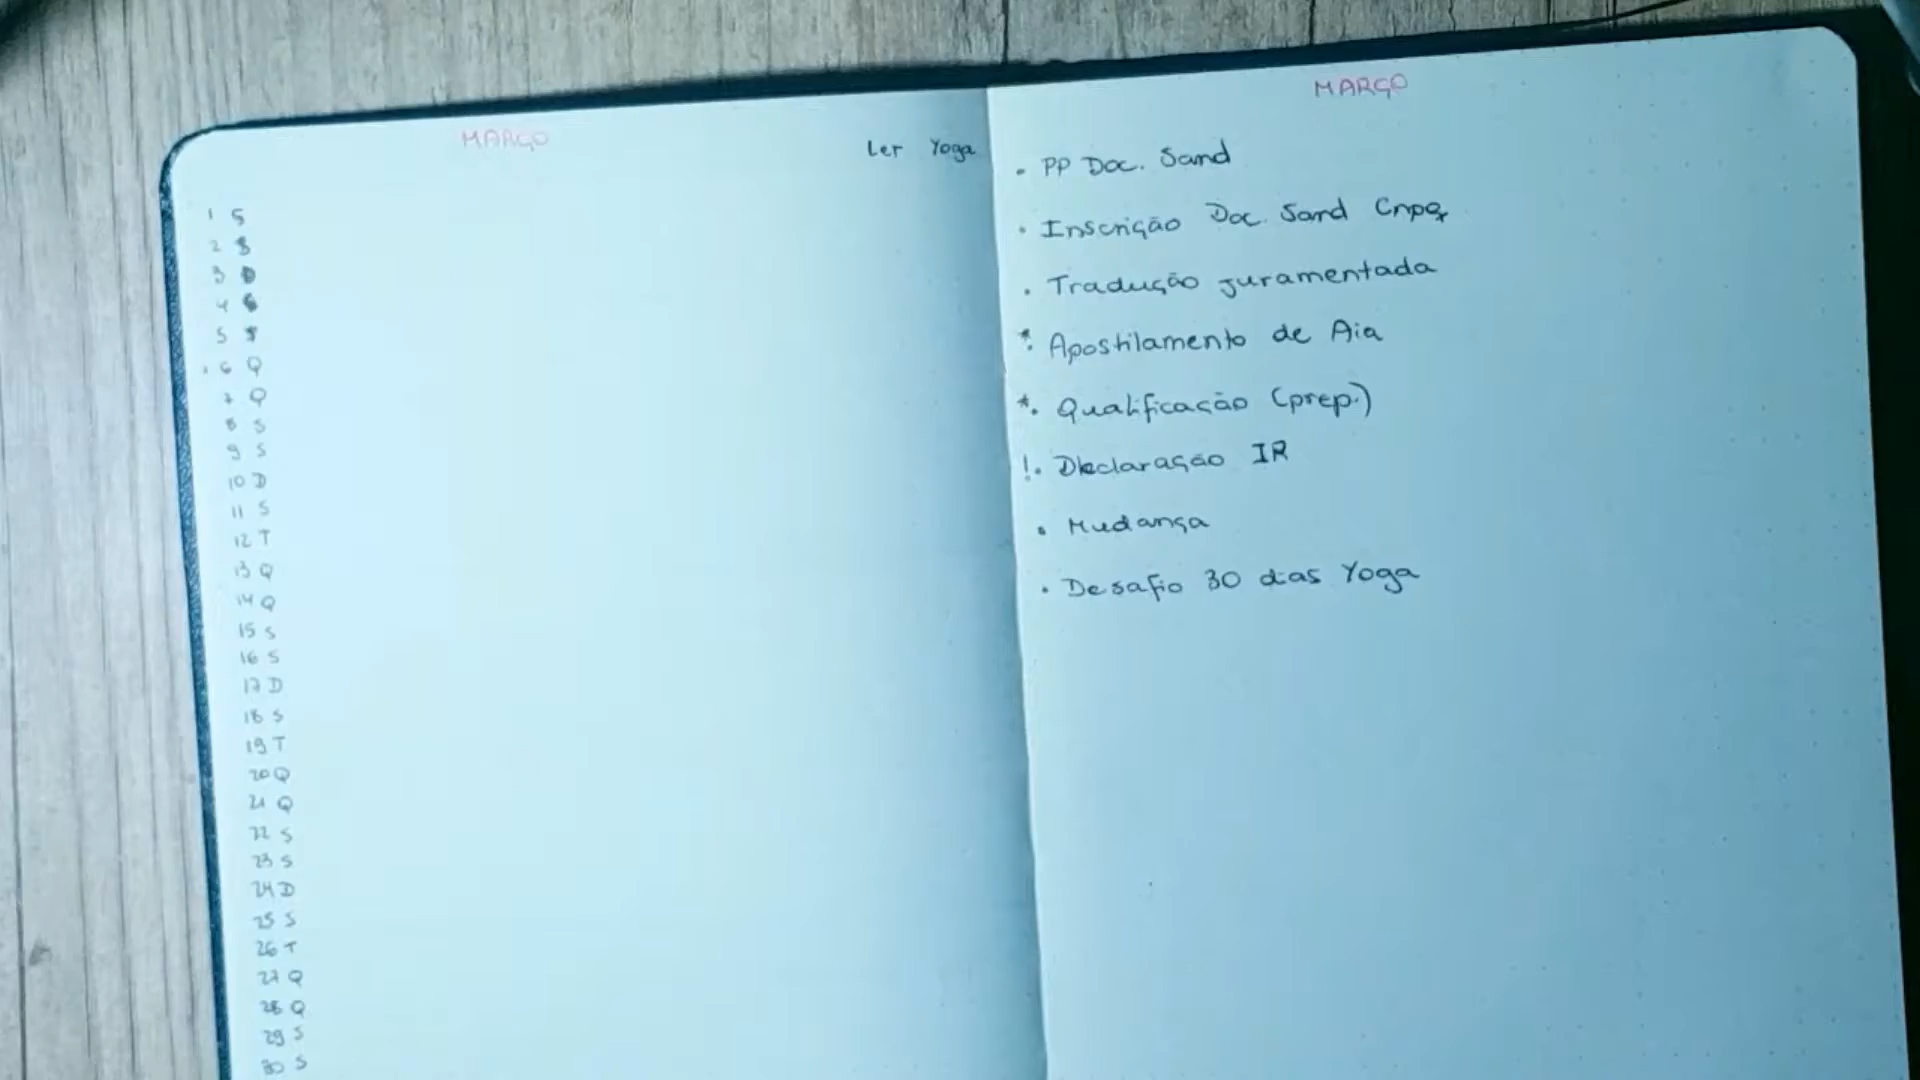 MARÇO
Ler Yoga
1 S
2 S
3 D
4 S
5 T
6 Q
7 Q
8 S
9 S
10 D
11 S
12 T
13 Q
14 Q
15 S
16 S
17 D
18 S
19 T
20 Q
21 Q
22 S
23 S
24 D
25 S
26 T
27 Q
28 Q
29 S
30 S
MARÇO
• PP Doc. Sand
• Inscrição Doc. Sand Cnpq
• Tradução juramentada
*• Apostilamento de Aia
*• Qualificação (prep.)
!• Declaração IR
• Mudança
• Desafio 30 dias Yoga